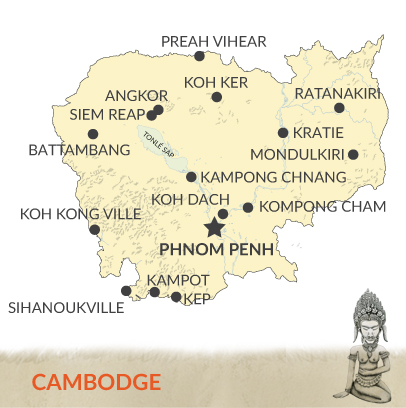 PREAH VIHEAR
KOH KER
RATANAKIRI
ANGKOR
SIEM REAP
KRATIE
TONLÉ SAP
BATTAMBANG
MONDULKIRI
KAMPONG CHNANG
KOH DACH
KOMPONG CHAM
KOH KONG VILLE
PHNOM PENH
KAMPOT
KEP
SIHANOUKVILLE
CAMBODGE